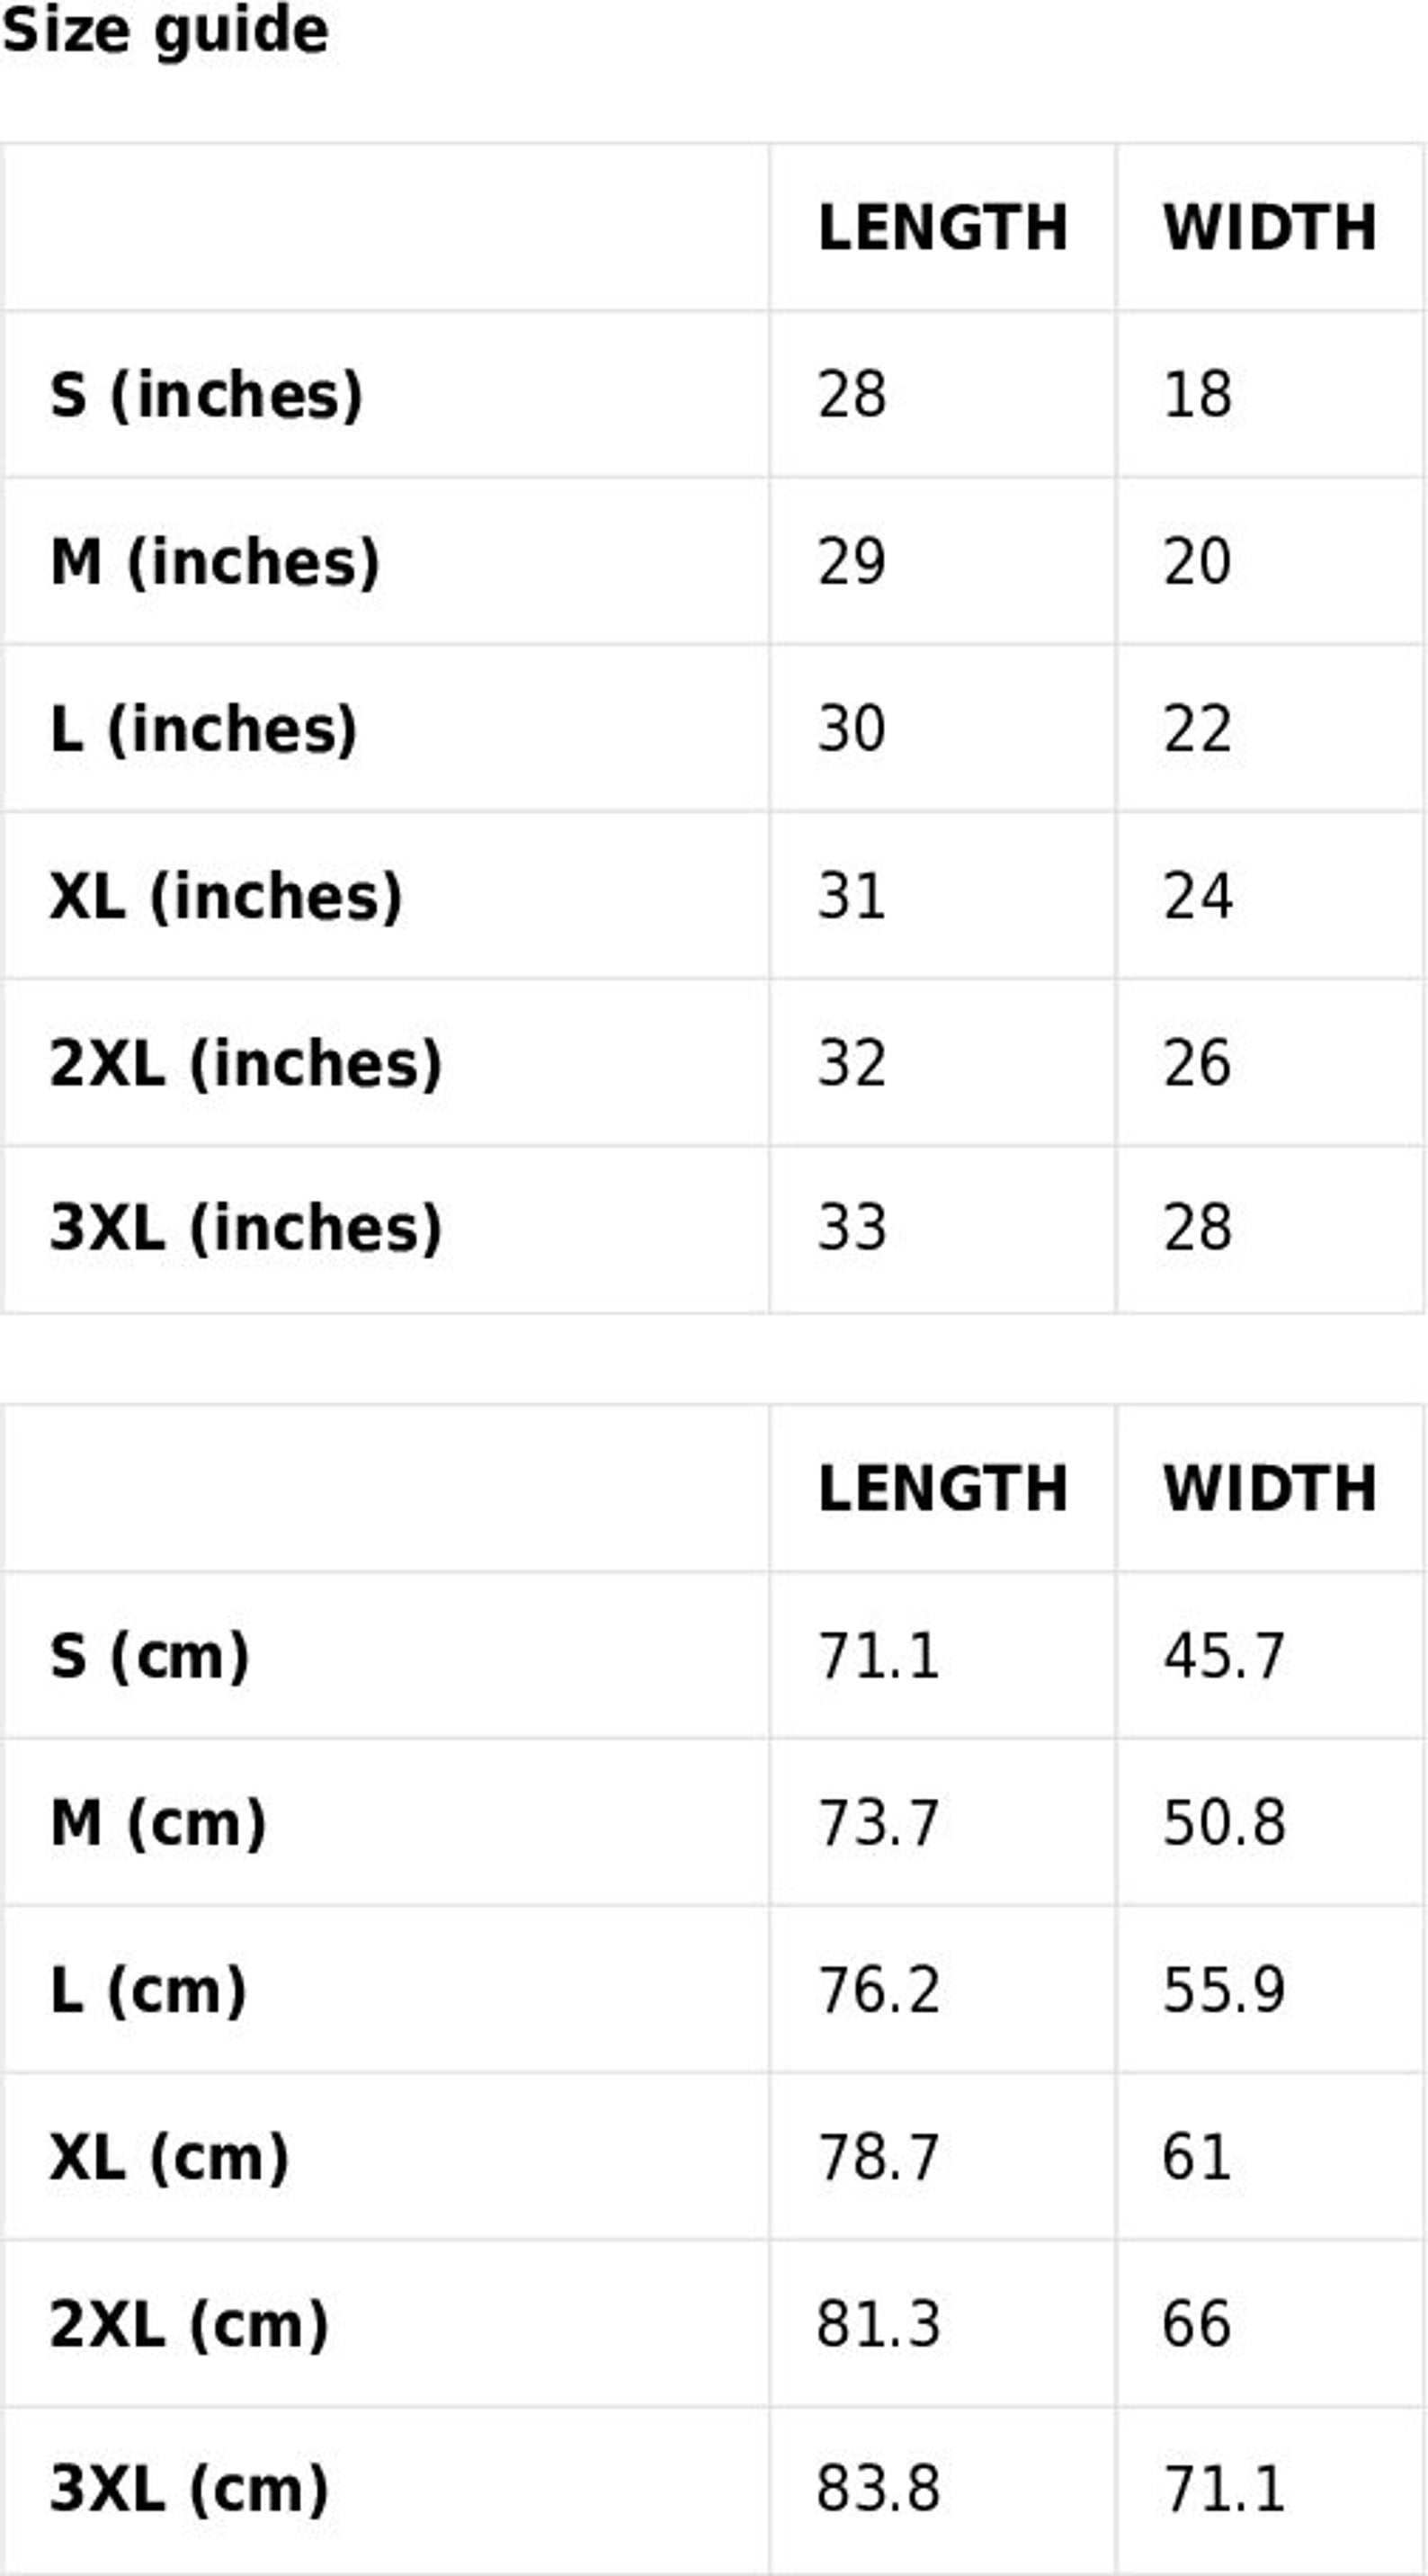 Size guide
LENGTH WIDTH
S (inches) 28 18
M (inches) 29 20
L (inches) 30 22
XL (inches) 31 24
2XL (inches) 32 26
3XL (inches) 33 28
LENGTH WIDTH
S (cm) 71.1 45.7
M (cm) 73.7 50.8
L (cm) 76.2 55.9
XL (cm) 78.7 61
2XL (cm) 81.3 66
3XL (cm) 83.8 71.1